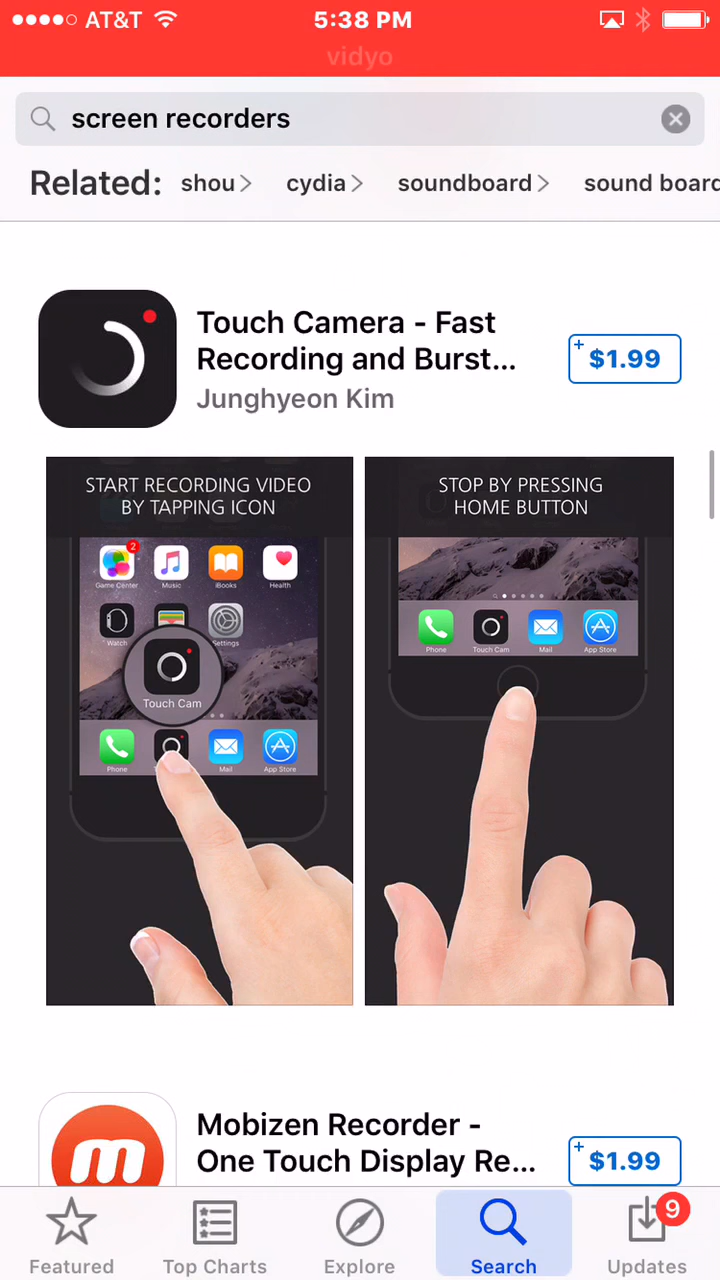 AT&T 5:38 PM
vidyo
screen recorders
Related: shou cydia soundboard sound board
Touch Camera - Fast
Recording and Burst...
Junghyeon Kim
+ $1.99
START RECORDING VIDEO
BY TAPPING ICON
2
Game Center Music iBooks Health
Watch Settings
Touch Cam
Phone Mail App Store
STOP BY PRESSING
HOME BUTTON
Phone Touch Cam Mail App Store
m
Mobizen Recorder -
One Touch Display Re...
+ $1.99
9
Featured Top Charts Explore Search Updates